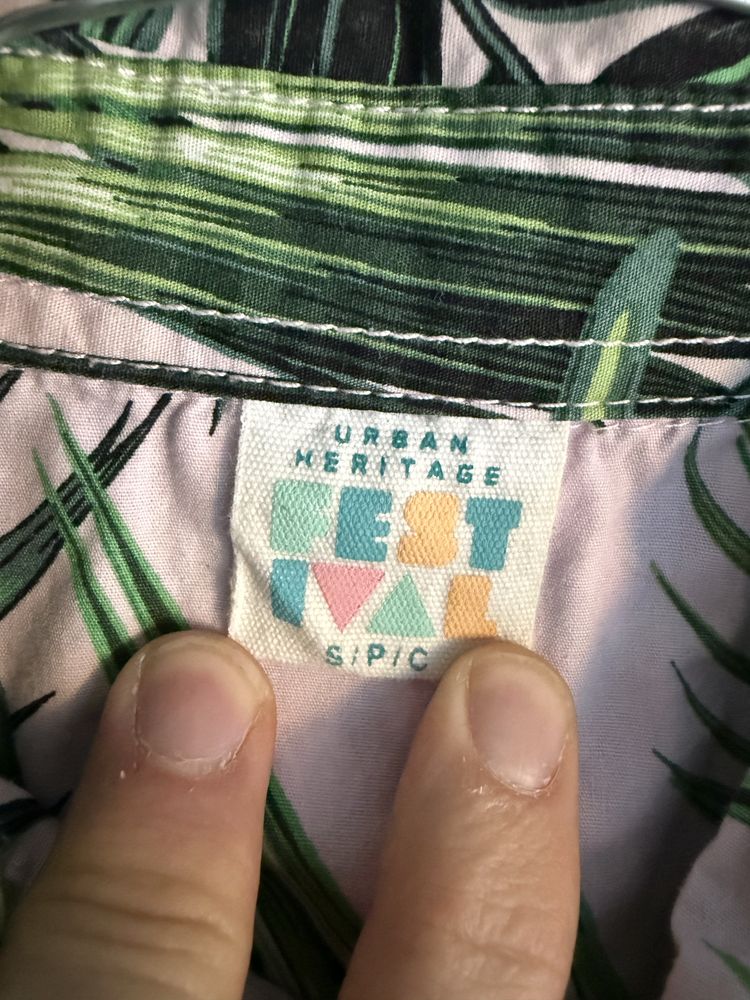 URBAN
HERITAGE
FEST
IVAL
S/P/C